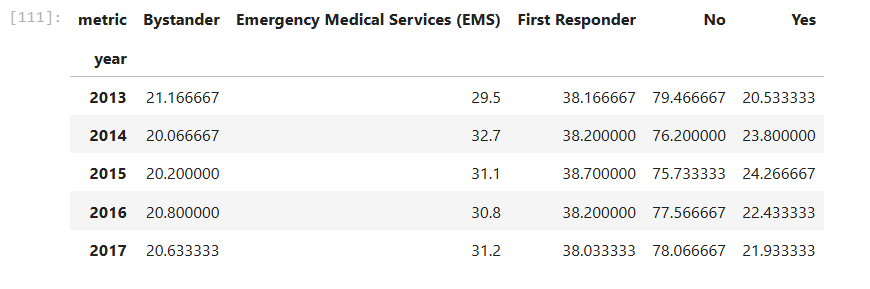 [111]: metric Bystander Emergency Medical Services (EMS) First Responder No Yes
year
2013 21.166667 29.5 38.166667 79.466667 20.533333
2014 20.066667 32.7 38.200000 76.200000 23.800000
2015 20.200000 31.1 38.700000 75.733333 24.266667
2016 20.800000 30.8 38.200000 77.566667 22.433333
2017 20.633333 31.2 38.033333 78.066667 21.933333